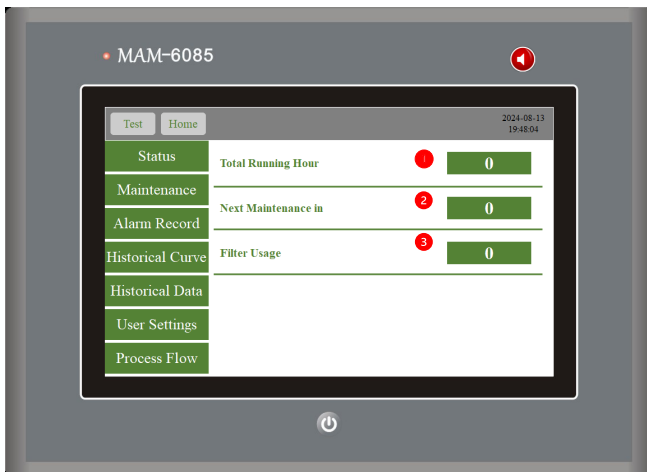 MAM-6085
Test
Home
2024-08-13
19:48:04
Status
Total Running Hour
1
0
Maintenance
Next Maintenance in
2
0
Alarm Record
Historical Curve
Filter Usage
3
0
Historical Data
User Settings
Process Flow